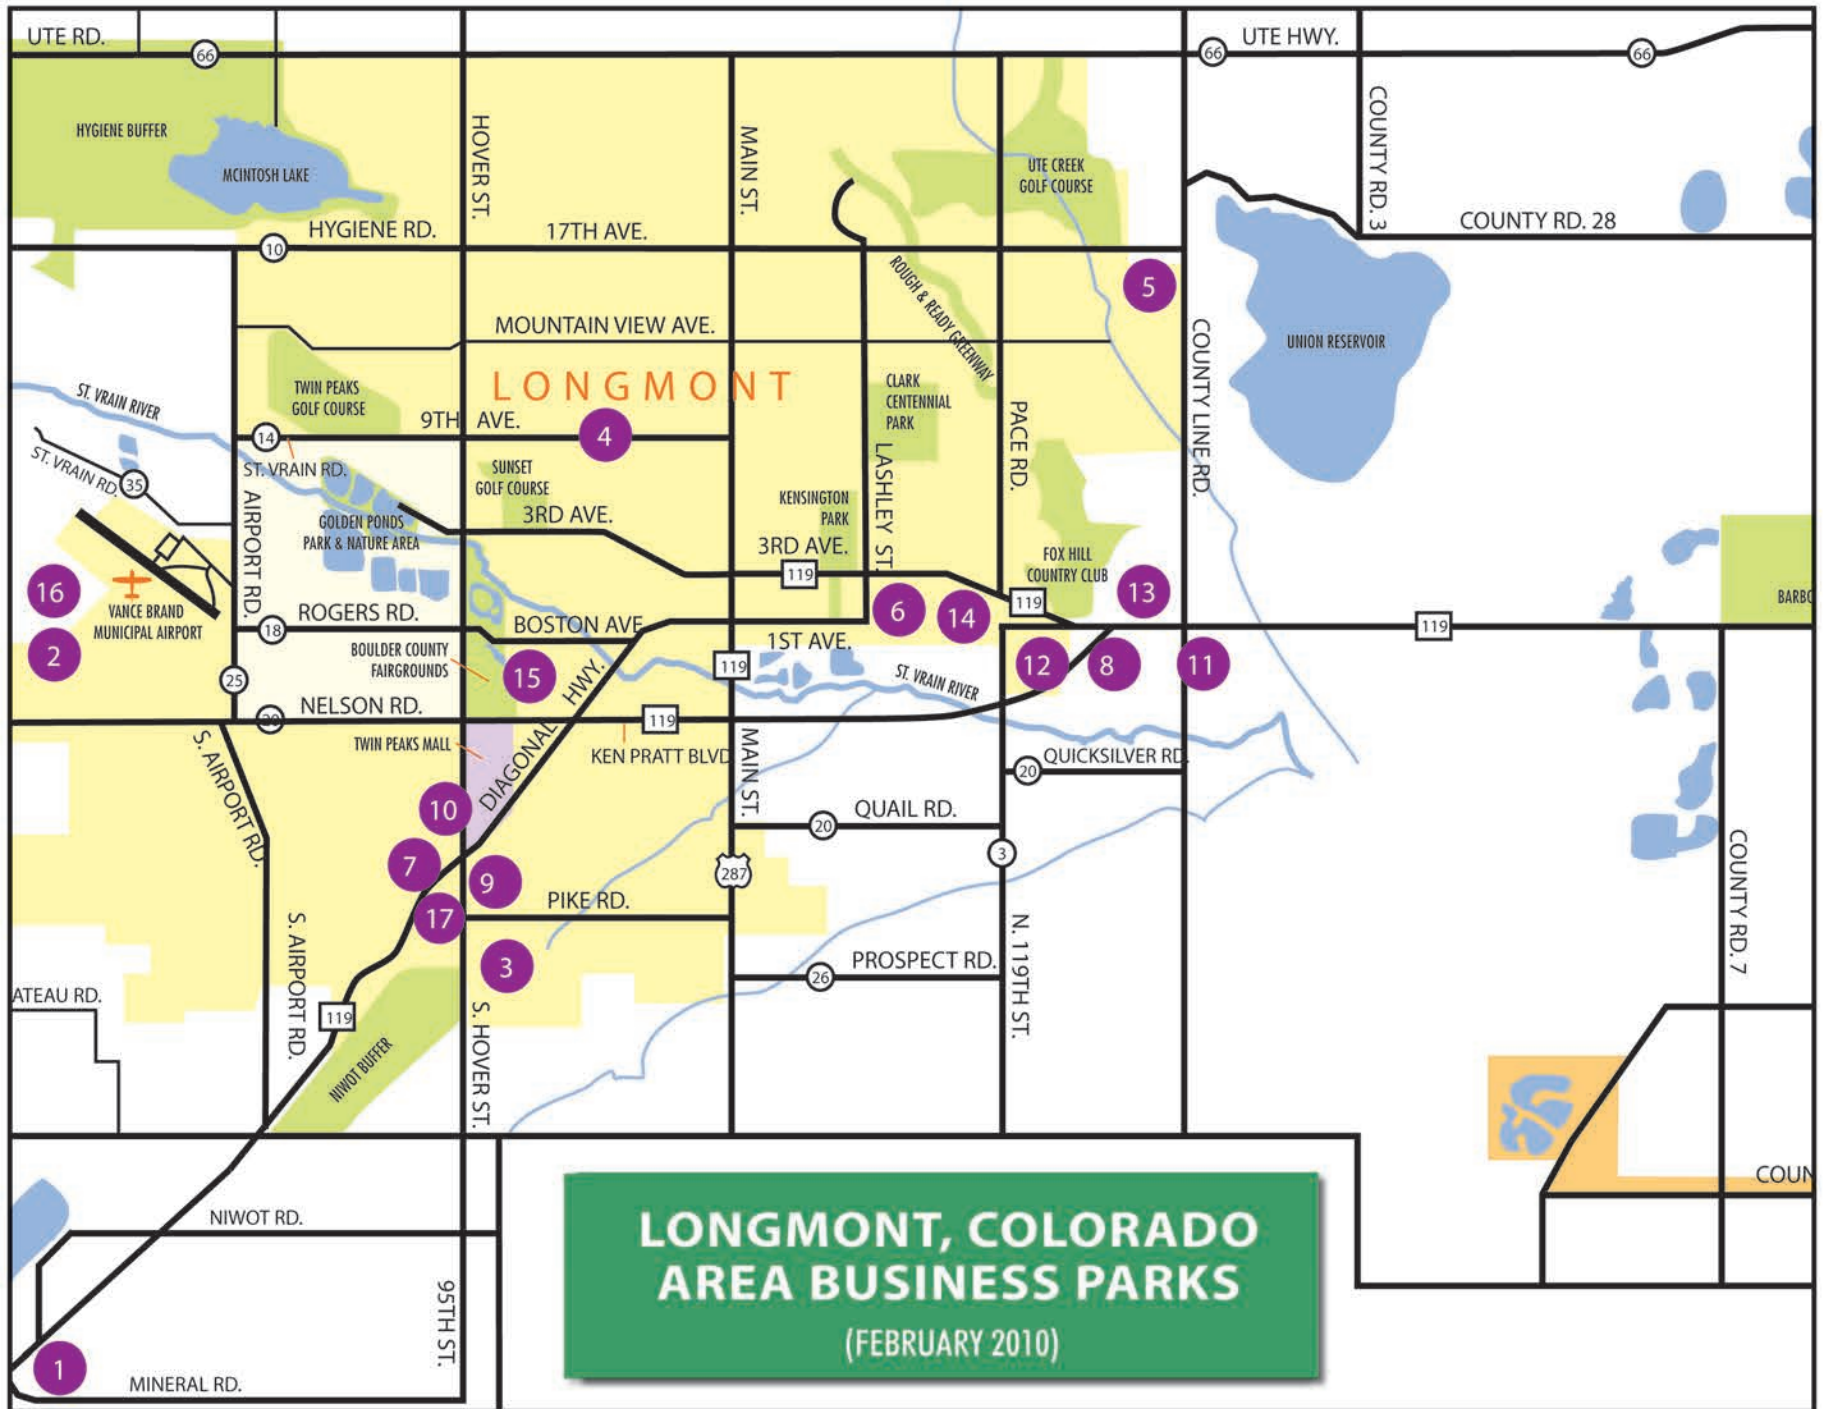 UTE RD.
66
66
UTE HWY.
66
HYGIENE BUFFER
MCINTOSH LAKE
HOVER ST.
MAIN ST.
UTE CREEK
GOLF COURSE
COUNTY RD. 3
COUNTY RD. 28
HYGIENE RD.
10
17TH AVE.
ROUGH & READY GREENWAY
5
MOUNTAIN VIEW AVE.
COUNTY LINE RD.
UNION RESERVOIR
ST. VRAIN RIVER
TWIN PEAKS
GOLF COURSE
LONGMONT
CLARK
CENTENNIAL
PARK
PACE RD.
9TH AVE.
14
4
ST. VRAIN RD.
ST. VRAIN RD.
35
SUNSET
GOLF COURSE
LASHLEY ST.
AIRPORT RD.
GOLDEN PONDS
PARK & NATURE AREA
3RD AVE.
KENSINGTON
PARK
3RD AVE.
119
FOX HILL
COUNTRY CLUB
13
119
16
VANCE BRAND
MUNICIPAL AIRPORT
BARBO
ROGERS RD.
18
BOSTON AVE
6
14
119
2
BOULDER COUNTY
FAIRGROUNDS
15
1ST AVE.
119
12
8
11
25
ST. VRAIN RIVER
NELSON RD.
20
DIAGONAL HWY.
119
S. AIRPORT RD.
TWIN PEAKS MALL
KEN PRATT BLVD
MAIN ST.
QUICKSILVER RD.
20
10
QUAIL RD.
20
3
COUNTY RD. 7
7
9
287
17
PIKE RD.
S. AIRPORT RD.
N. 119TH ST.
3
PROSPECT RD.
26
ATEAU RD.
119
S. HOVER ST.
NIWOT BUFFER
COUN
NIWOT RD.
LONGMONT, COLORADO
AREA BUSINESS PARKS
(FEBRUARY 2010)
95TH ST.
1
MINERAL RD.